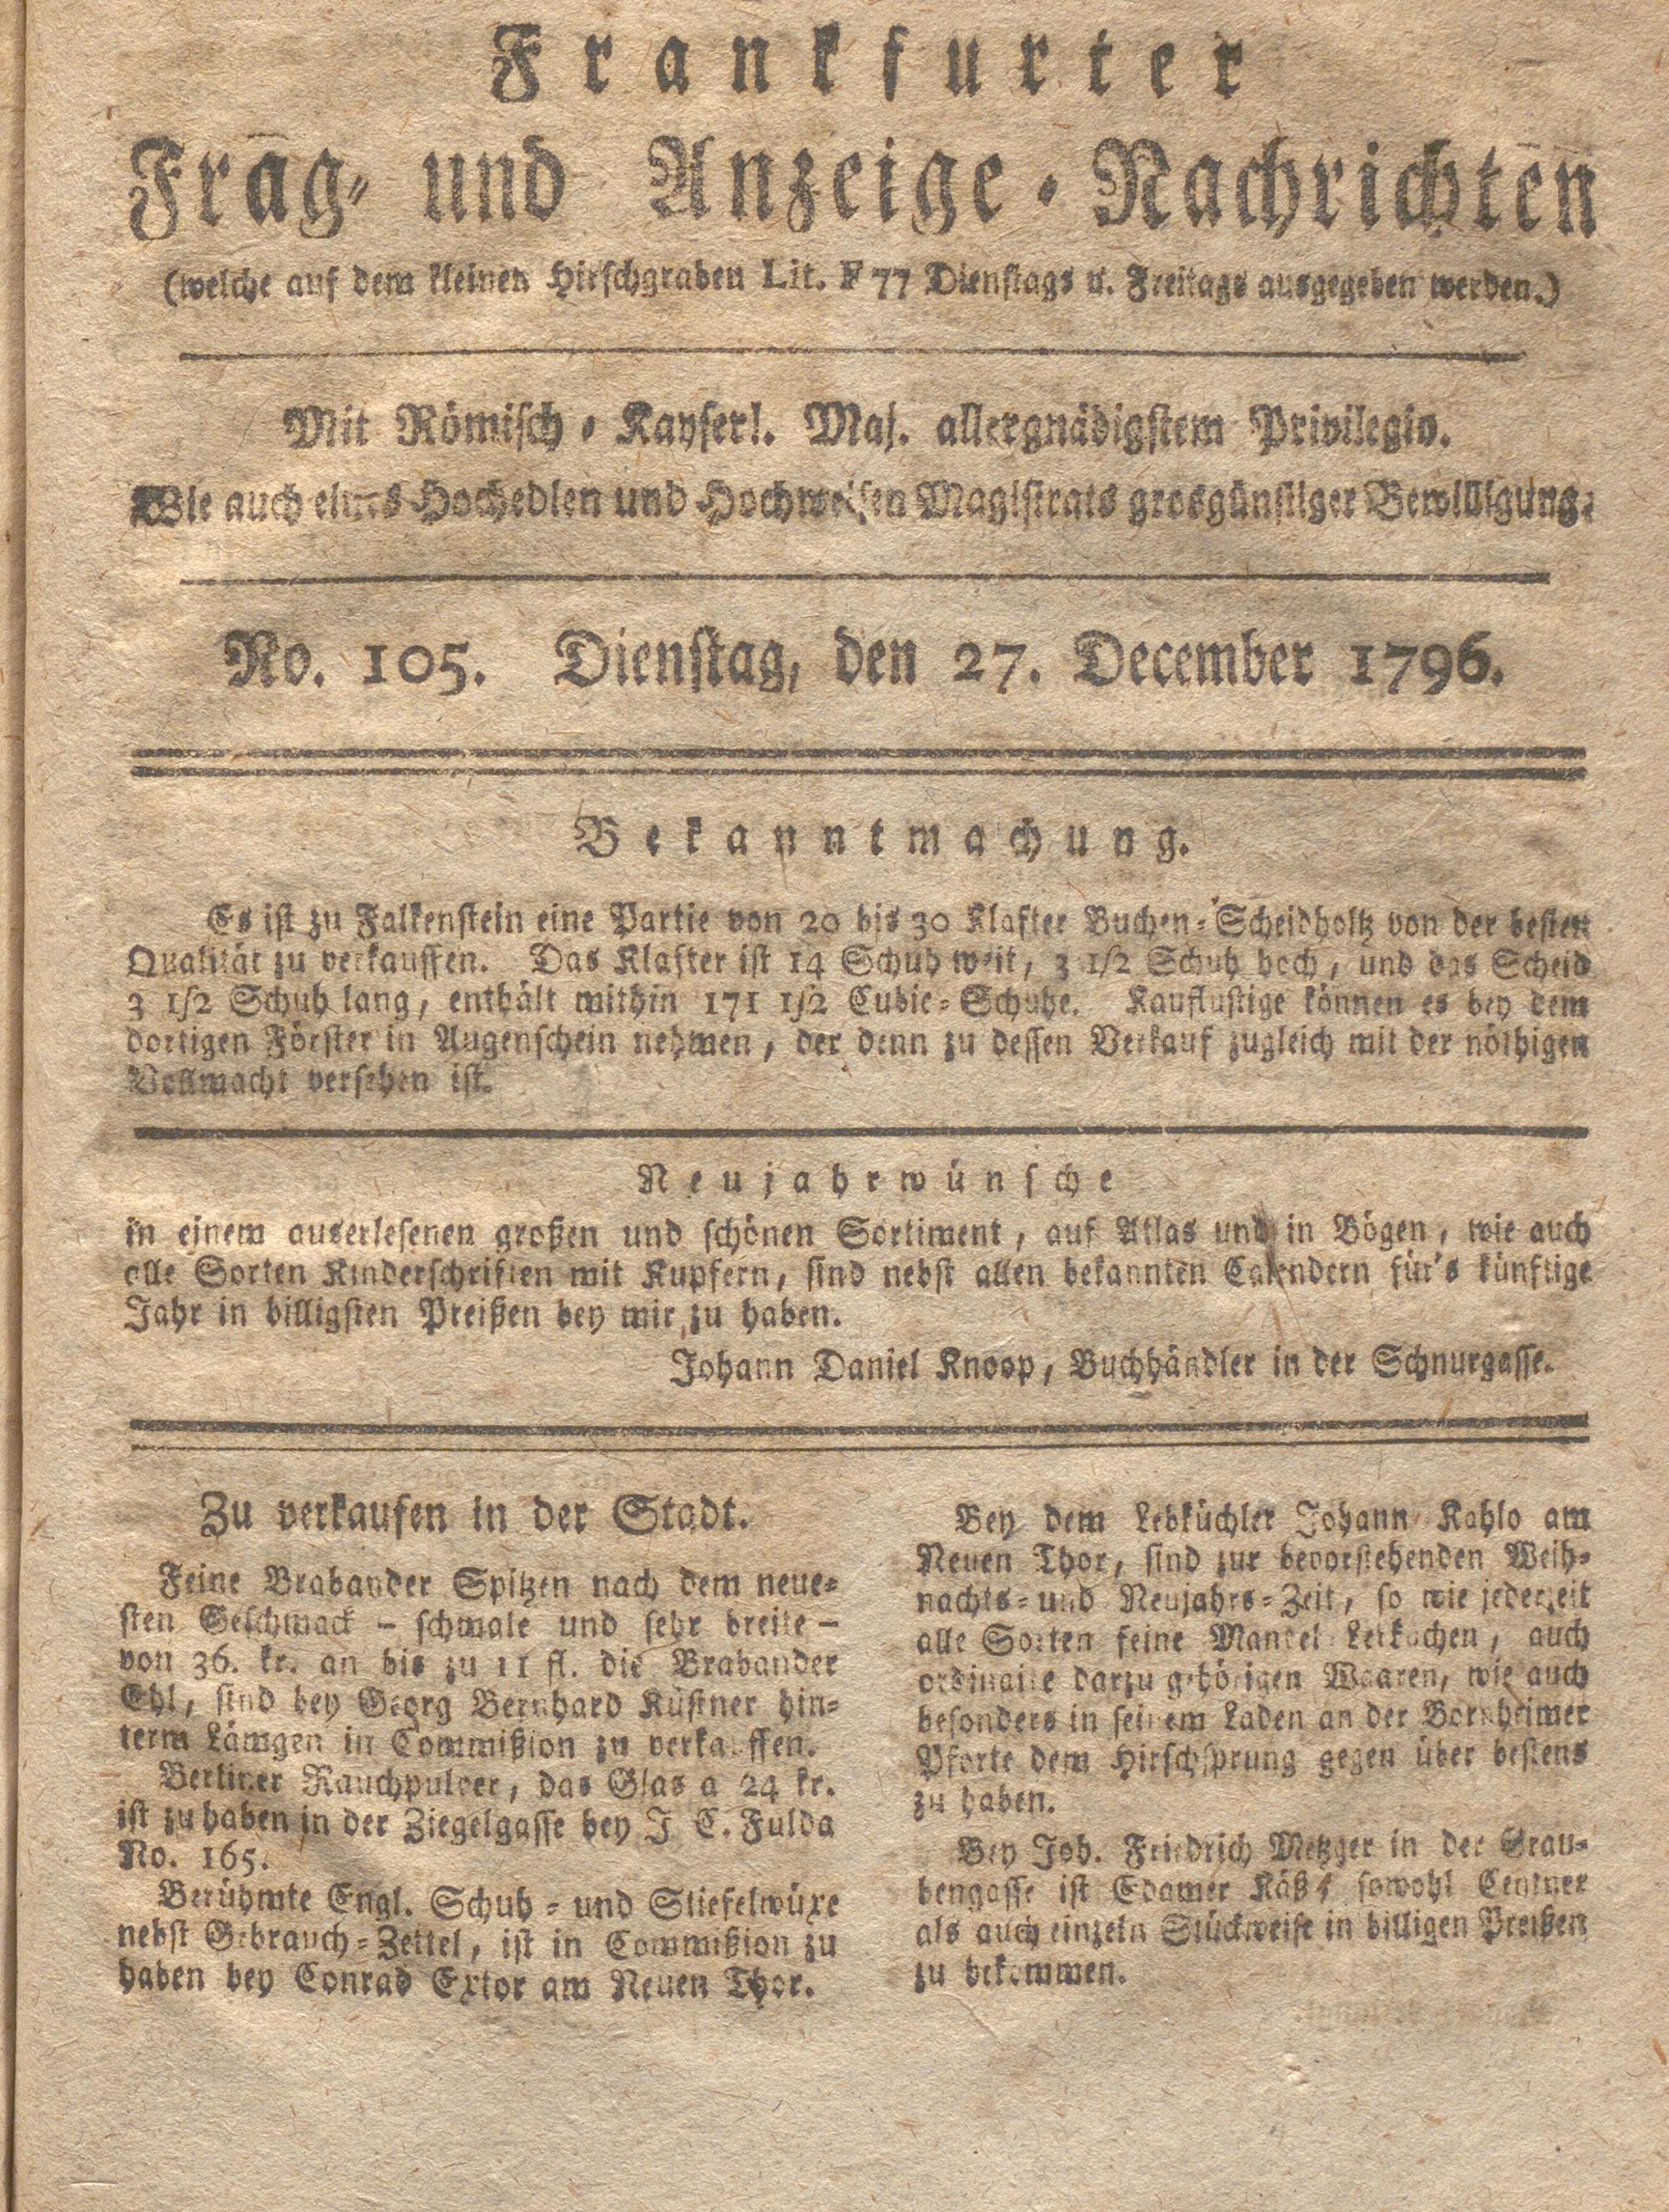 Frankfurter
Frag- und Anzeige-Nachrichten
(welche auf dem kleinen Hirschgraben Lit. F 77 Dienstags u. Freitags ausgegeben werden.)
Mit Römisch-Kayserl. Maj. allergnädigstem Privilegio.
Wie auch eines Hochedlen und Hochweisen Magistrats grosgünstiger Bewilligung.
No. 105. Dienstag, den 27. December 1796.
Bekanntmachung.
Es ist zu Falkenstein eine Partie von 20 bis 30 Klafter Buchen-Scheidholtz von der besten
Qualität zu verkauffen. Das Klafter ist 14 Schuh weit, 3 1/2 Schuh hoch, und das Scheid
3 1/2 Schuh lang, enthält mithin 171 1/2 Cubic-Schuhe. Kauflustige können es bey dem
dortigen Förster in Augenschein nehmen, der denn zu dessen Verkauf zugleich mit der nöthigen
Vollmacht versehen ist.
Neujahrwünsche
in einem auserlesenen großen und schönen Sortiment, auf Atlas und in Bögen, wie auch
alle Sorten Kinderschriften mit Kupfern, sind nebst allen bekannten Calendern für's künftige
Jahr in billigsten Preißen bey mir zu haben.
Johann Daniel Knoop, Buchhändler in der Schnurgasse.
Zu verkaufen in der Stadt.
Feine Brabander Spitzen nach dem neue-
sten Geschmack – schmale und sehr breite –
von 36. kr. an bis zu 11 fl. die Brabander
Ehl, sind bey Georg Bernhard Küstner hin-
term Lämgen in Commißion zu verkauffen.
Berliner Rauchpulver, das Glas a 24 kr.
ist zu haben in der Ziegelgasse bey J C. Fulda
No. 165.
Berühmte Engl. Schuh- und Stiefelwüxe
nebst Gebrauch-Zettel, ist in Commißion zu
haben bey Conrad Extor am Neuen Thor.
Bey dem Lebküchler Johann Kahlo am
Neuen Thor, sind zur bevorstehenden Weih-
nachts- und Neujahrs-Zeit, so wie jederzeit
alle Sorten feine Mandel Lebkuchen, auch
ordinaire darzu gehörigen Waaren, wie auch
besonders in seinem Laden an der Bornheimer
Pforte dem Hirschsprung gegen über bestens
zu haben.
Bey Joh. Friedrich Metzger in der Grau-
bengasse ist Edamer Käß, sowohl Centner
als auch einzeln Stückweise in billigen Preißen
zu bekommen.